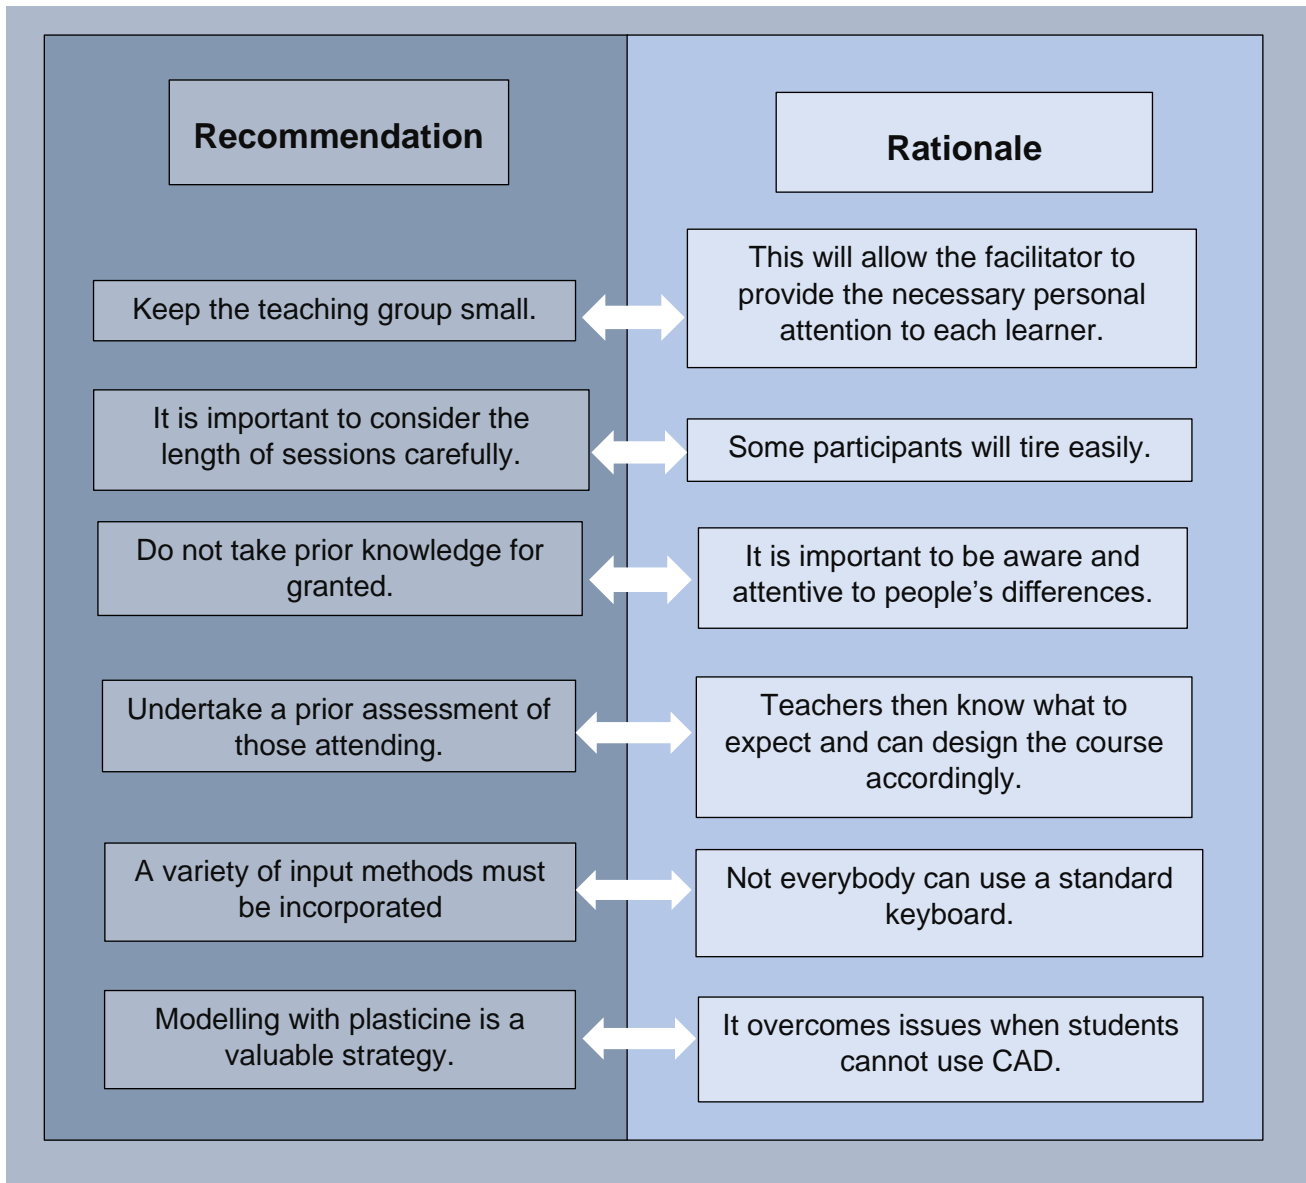 Recommendation
Rationale
Keep the teaching group small.
This will allow the facilitator to
provide the necessary personal
attention to each learner.
It is important to consider the
length of sessions carefully.
Some participants will tire easily.
Do not take prior knowledge for
granted.
It is important to be aware and
attentive to people’s differences.
Undertake a prior assessment of
those attending.
Teachers then know what to
expect and can design the course
accordingly.
A variety of input methods must
be incorporated
Not everybody can use a standard
keyboard.
Modelling with plasticine is a
valuable strategy.
It overcomes issues when students
cannot use CAD.